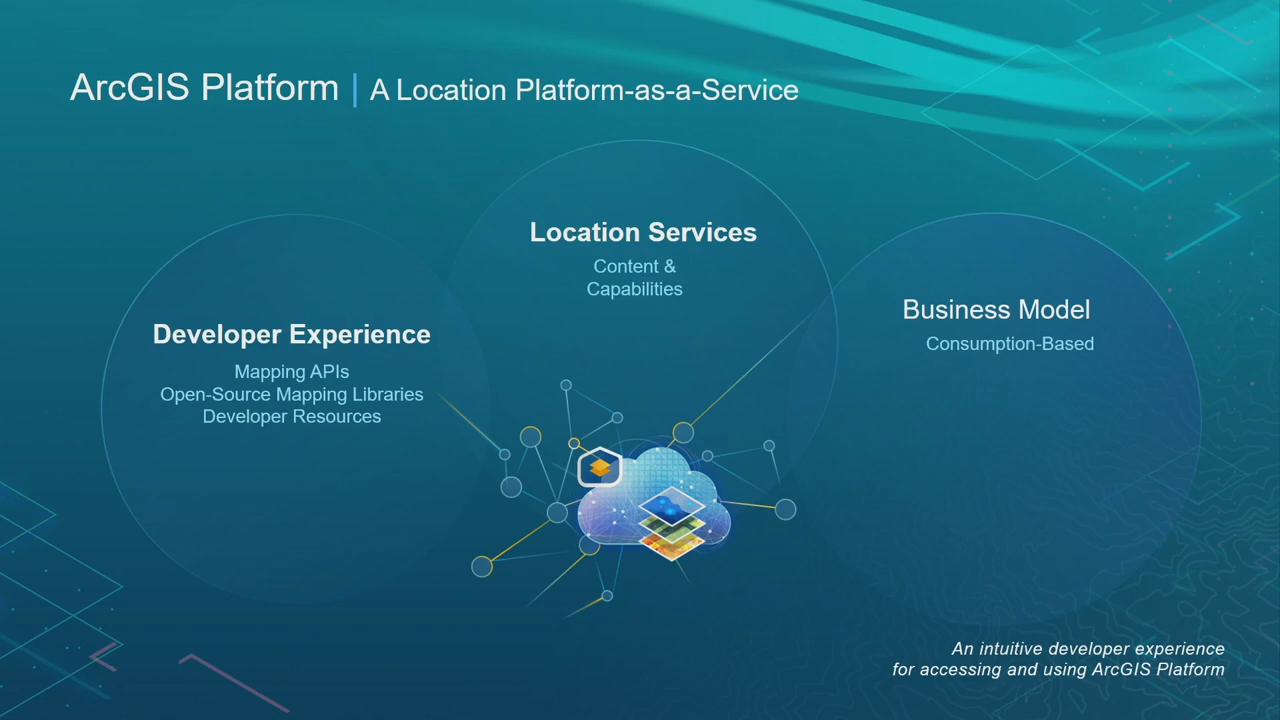 ArcGIS Platform | A Location Platform-as-a-Service
Developer Experience
Mapping APIs
Open-Source Mapping Libraries
Developer Resources
Location Services
Content &
Capabilities
Business Model
Consumption-Based
An intuitive developer experience
for accessing and using ArcGIS Platform